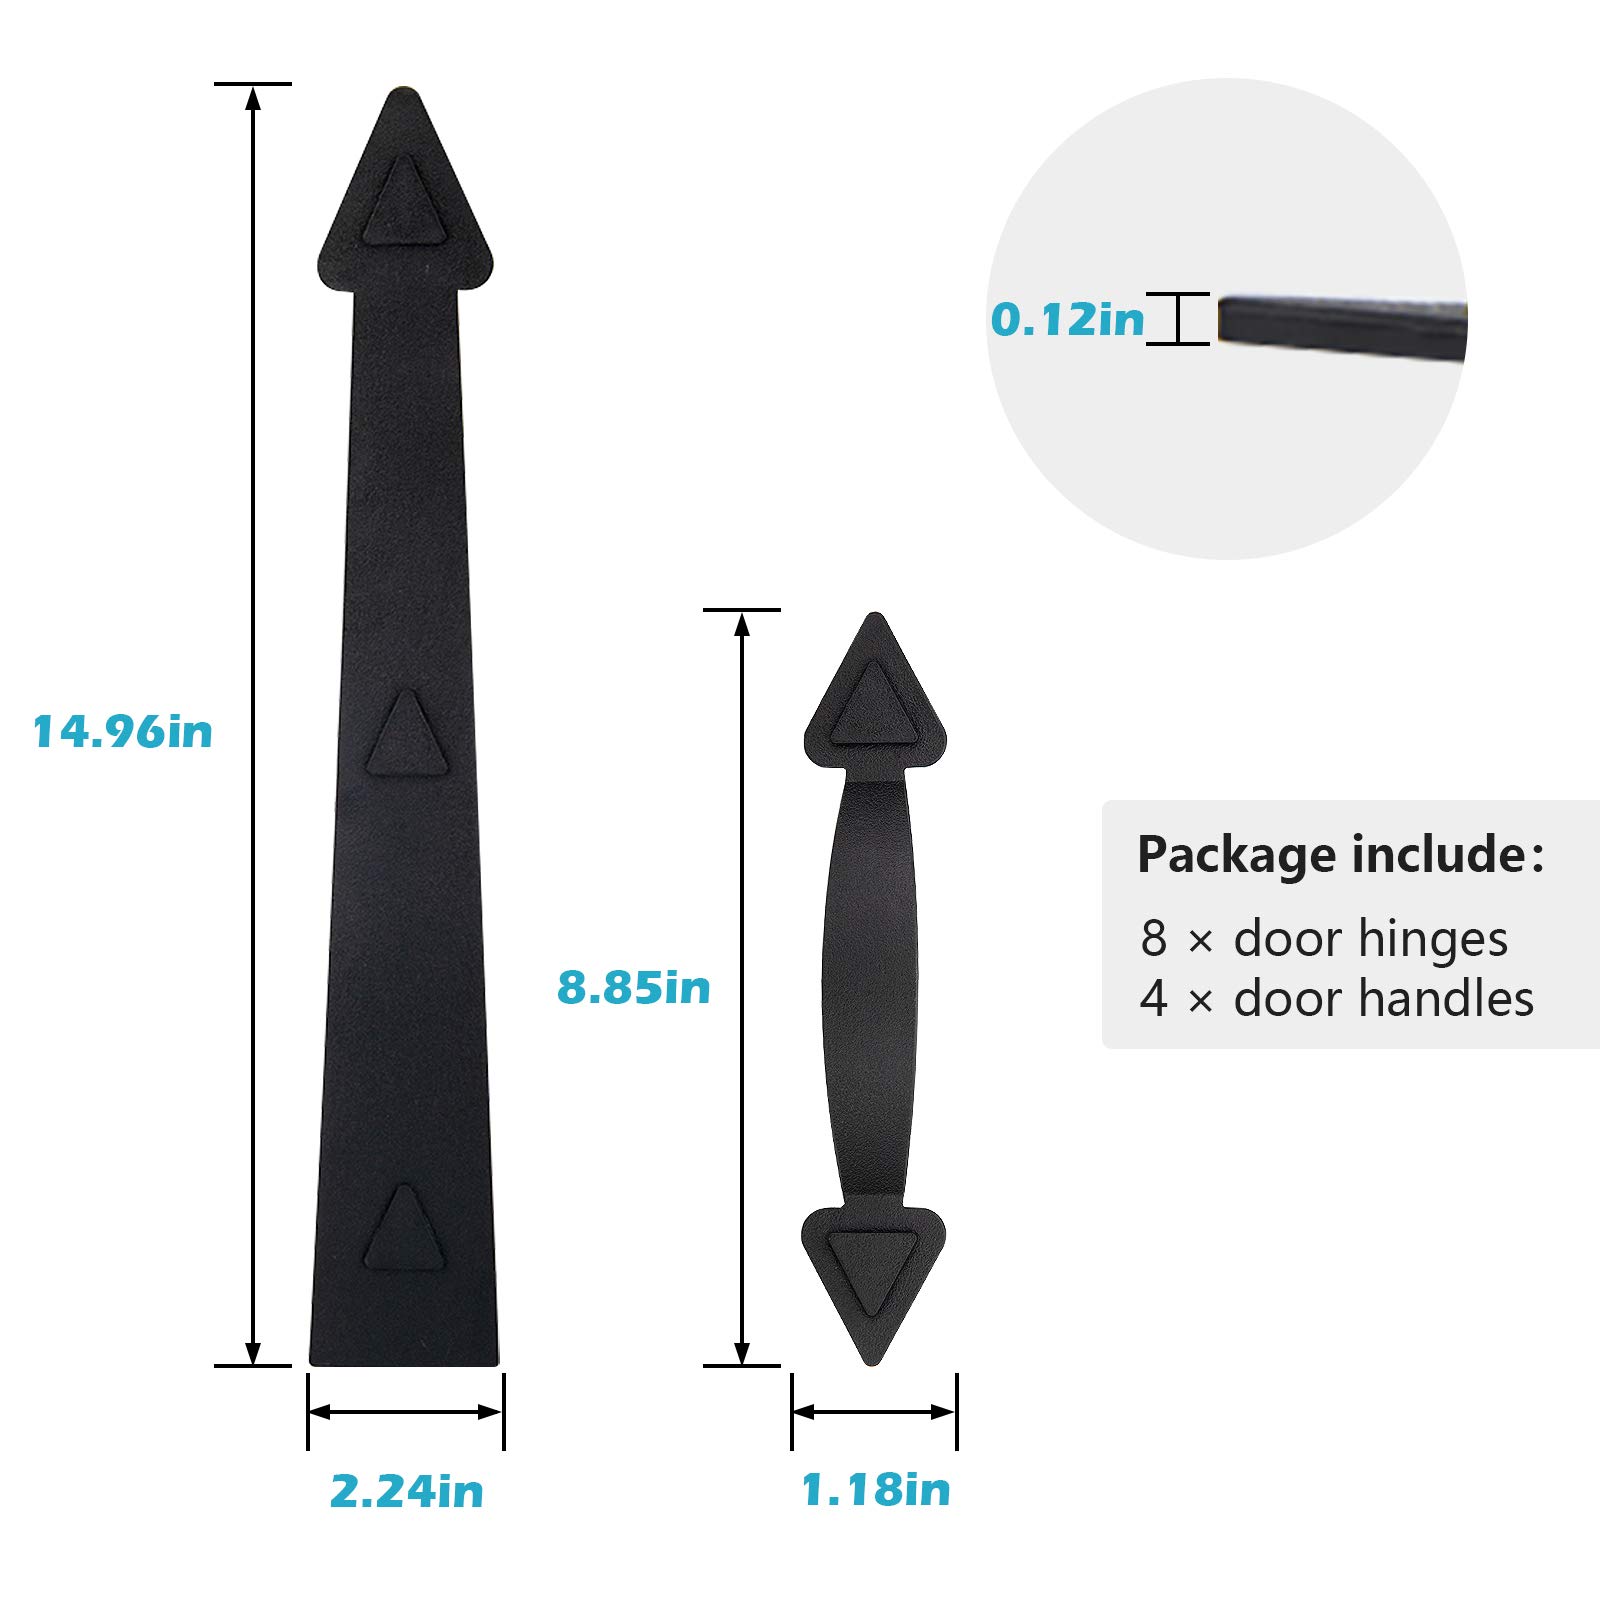 0.12in
14.96in
8.85in
Package include:
8 × door hinges
4 × door handles
2.24in
1.18in